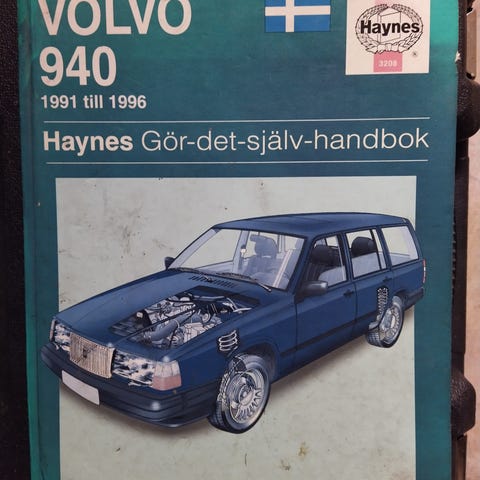 VOLVO
940
1991 till 1996
Haynes
3208
Haynes Gör-det-själv-handbok